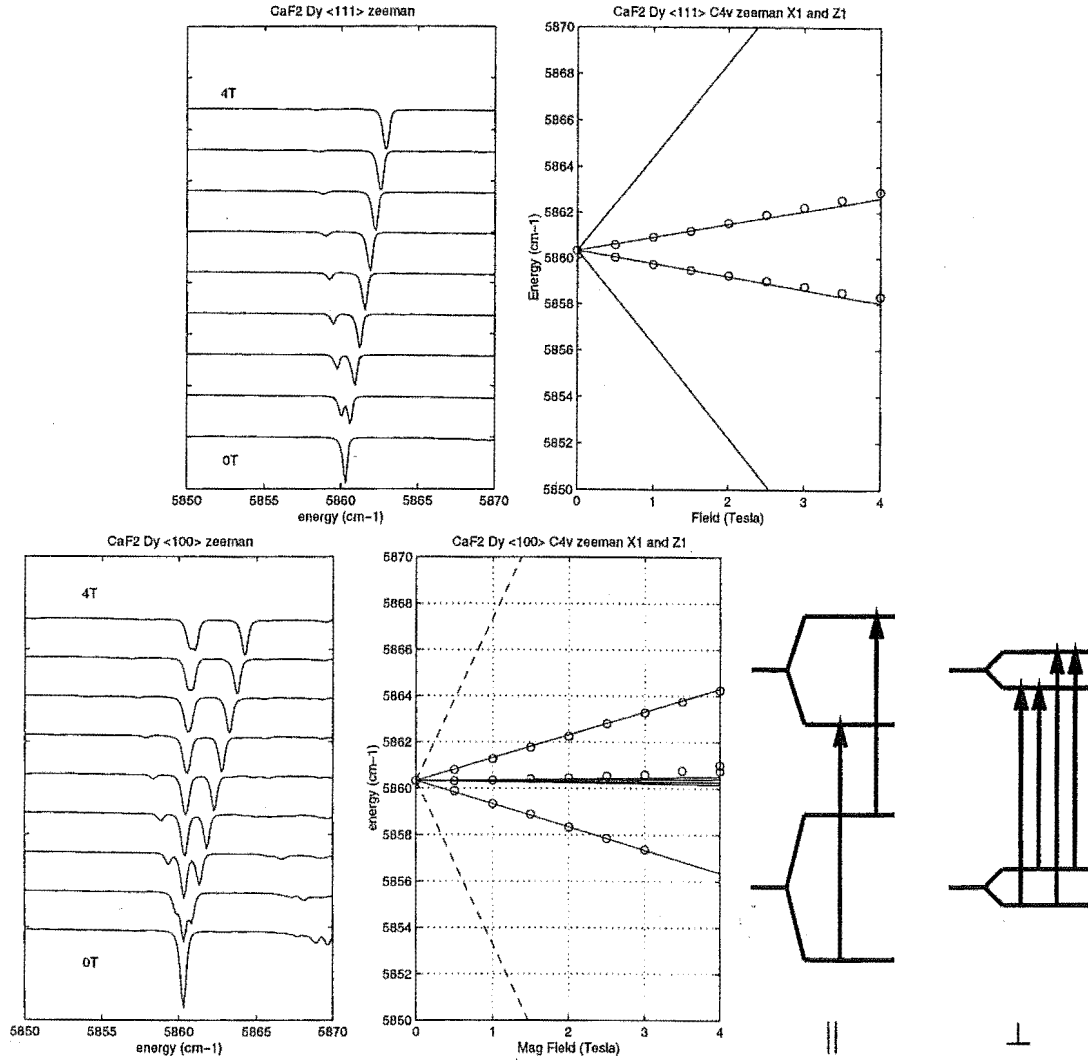 CaF2 Dy <111> zeeman
4T
0T
5850 5855 5860 5865 5870
energy (cm-1)
CaF2 Dy <111> C4v zeeman X1 and Z1
5870
5868
5866
5864
5862
5860
5858
5856
5854
5852
5850
Energy (cm-1)
0 1 2 3 4
Field (Tesla)
CaF2 Dy <100> zeeman
4T
0T
5850 5855 5860 5865 5870
energy (cm-1)
CaF2 Dy <100> C4v zeeman X1 and Z1
5870
5868
5866
5864
5862
5860
5858
5856
5854
5852
5850
energy (cm-1)
0 1 2 3 4
Mag Field (Tesla)
|| ⊥